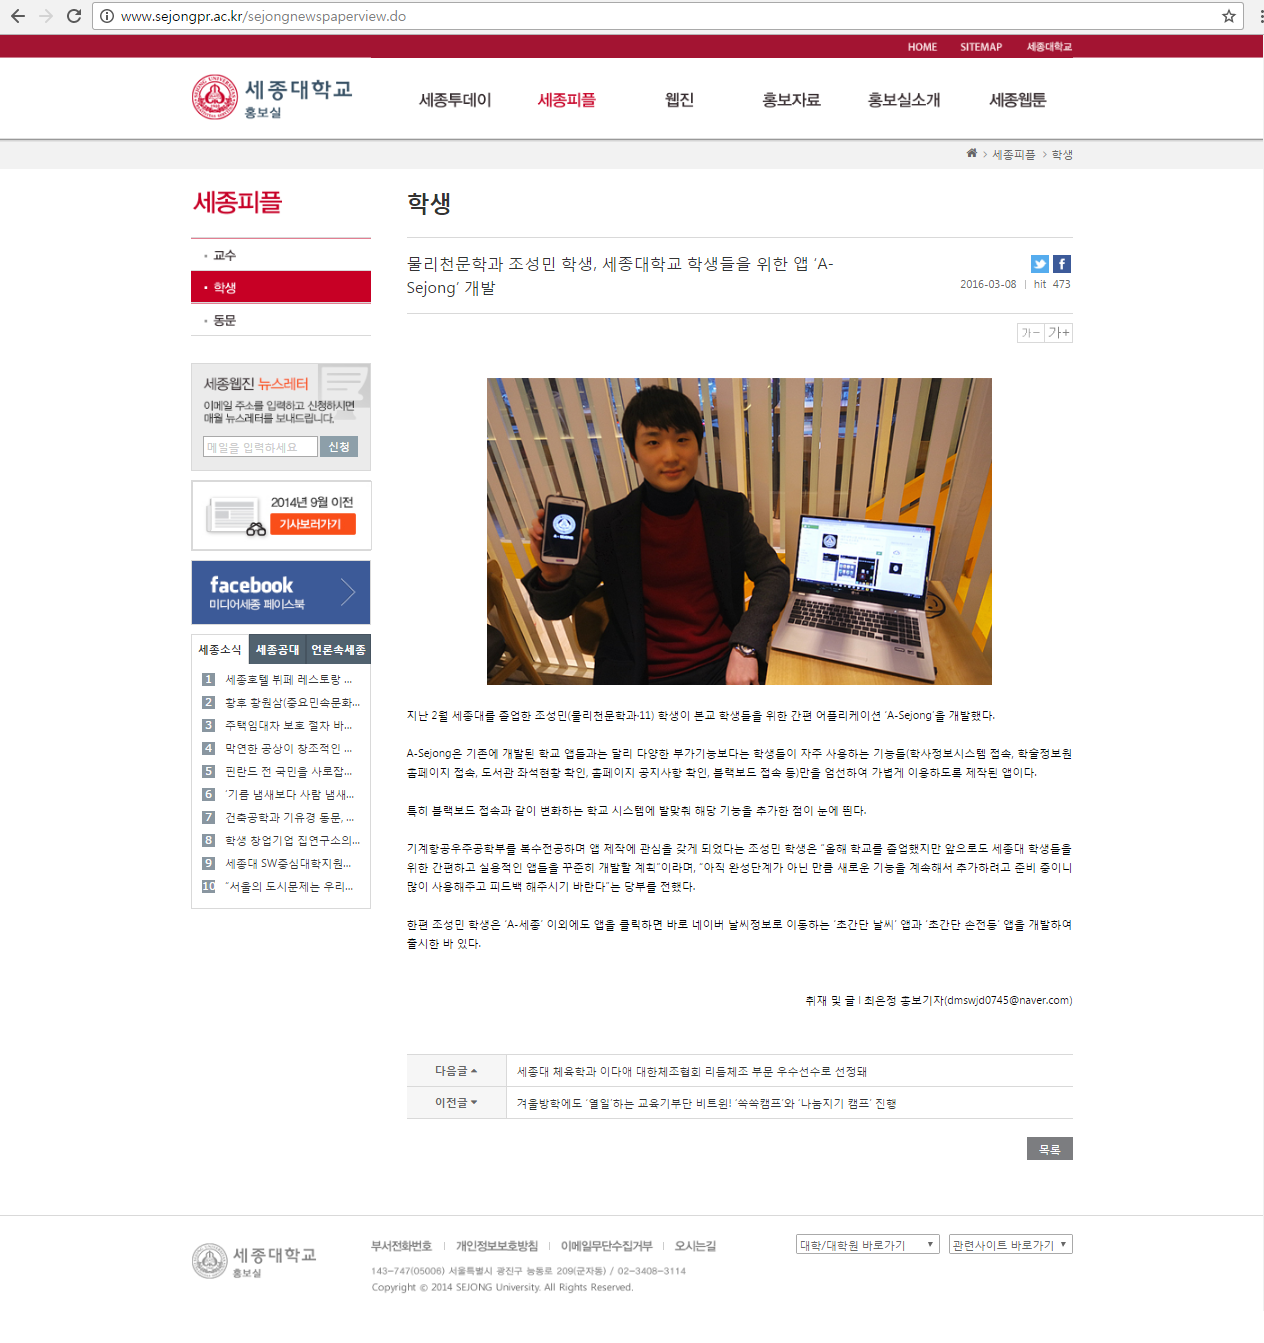 www.sejongpr.ac.kr/sejongnewspaperview.do
HOME SITEMAP 세종대학교
세종대학교
홍보실
세종투데이 세종피플 웹진 홍보자료 홍보실소개 세종웹툰
세종피플 > 학생
세종피플
교수
학생
동문
세종웹진 뉴스레터
이메일 주소를 입력하고 신청하시면
매월 뉴스레터를 보내드립니다.
메일을 입력하세요 신청
2014년 9월 이전
기사보러가기
facebook
미디어세종 페이스북
세종소식 세종공대 언론속세종
1 세종호텔 뷔페 레스토랑 ...
2 황후 황원삼(중요민속문화...
3 주택임대차 보호 절차 바...
4 막연한 공상이 창조적인 ...
5 핀란드 전 국민을 사로잡...
6 '기름 냄새보다 사람 냄새...
7 건축공학과 기유경 동문, ...
8 학생 창업기업 집연구소의...
9 세종대 SW중심대학지원...
10 "서울의 도시문제는 우리...
학생
물리천문학과 조성민 학생, 세종대학교 학생들을 위한 앱 'A-
Sejong' 개발
2016-03-08 | hit 473
가- 가+
지난 2월 세종대를 졸업한 조성민(물리천문학과·11) 학생이 본교 학생들을 위한 간편 어플리케이션 'A-Sejong'을 개발했다.
A-Sejong은 기존에 개발된 학교 앱들과는 달리 다양한 부가기능보다는 학생들이 자주 사용하는 기능들(학사정보시스템 접속, 학술정보원
홈페이지 접속, 도서관 좌석현황 확인, 홈페이지 공지사항 확인, 블랙보드 접속 등)만을 엄선하여 가볍게 이용하도록 제작된 앱이다.
특히 블랙보드 접속과 같이 변화하는 학교 시스템에 발맞춰 해당 기능을 추가한 점이 눈에 띈다.
기계항공우주공학부를 복수전공하며 앱 제작에 관심을 갖게 되었다는 조성민 학생은 "올해 학교를 졸업했지만 앞으로도 세종대 학생들을
위한 간편하고 실용적인 앱들을 꾸준히 개발할 계획"이라며, "아직 완성단계가 아닌 만큼 새로운 기능을 계속해서 추가하려고 준비 중이니
많이 사용해주고 피드백 해주시기 바란다"는 당부를 전했다.
한편 조성민 학생은 'A-세종' 이외에도 앱을 클릭하면 바로 네이버 날씨정보로 이동하는 '초간단 날씨' 앱과 '초간단 손전등' 앱을 개발하여
출시한 바 있다.
취재 및 글 | 최은정 홍보기자(dmswjd0745@naver.com)
다음글 세종대 체육학과 이다애 대한체조협회 리듬체조 부문 우수선수로 선정돼
이전글 겨울방학에도 '열일'하는 교육기부단 비트윈! '쏙쏙캠프'와 '나눔지기 캠프' 진행
목록
세종대학교
홍보실
부서전화번호 | 개인정보보호방침 | 이메일무단수집거부 | 오시는길
대학/대학원 바로가기 관련사이트 바로가기
143-747(05006) 서울특별시 광진구 능동로 209(군자동) / 02-3408-3114
Copyright © 2014 SEJONG University. All Rights Reserved.